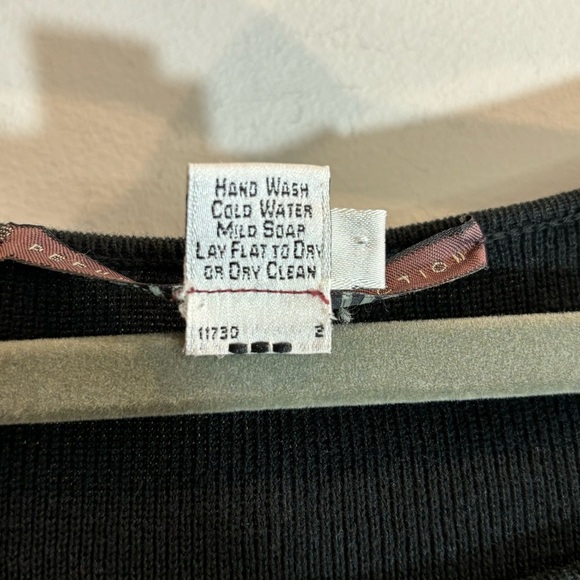 HAND WASH
COLD WATER
MILD SOAP
LAY FLAT TO DRY
OR DRY CLEAN
11730 2